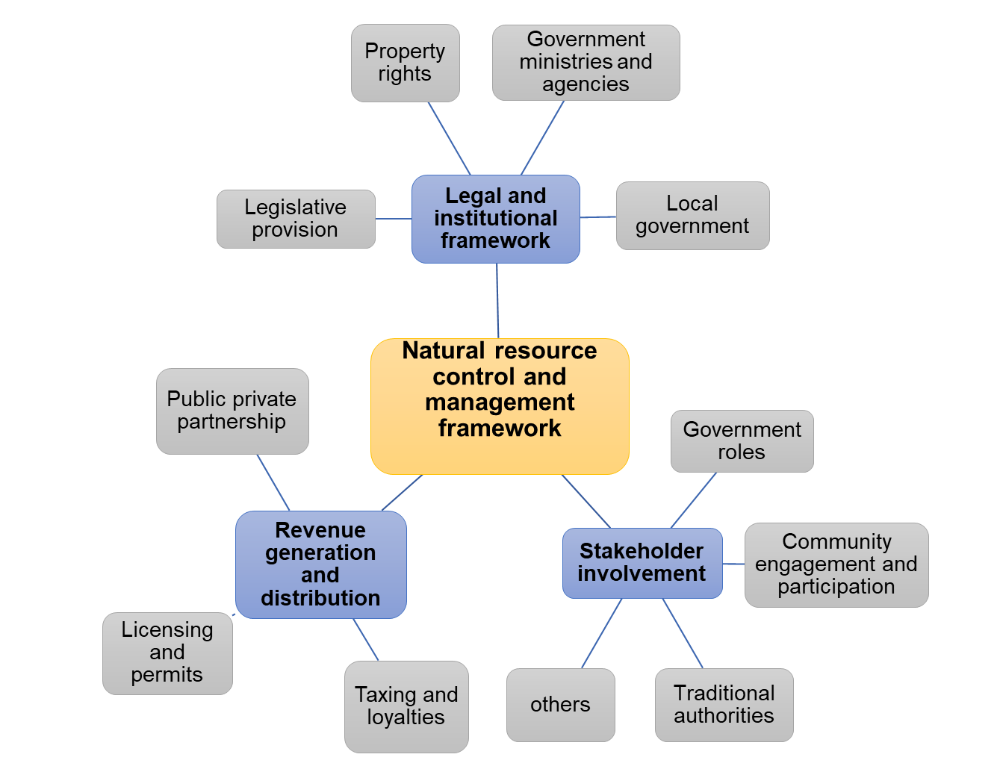 Property
rights
Government
ministries and
agencies
Legal and
institutional
framework
Legislative
provision
Local
government
Natural resource
control and
management
framework
Public private
partnership
Government
roles
Revenue
generation
and
distribution
Stakeholder
involvement
Community
engagement and
participation
Licensing
and
permits
Taxing and
loyalties
others
Traditional
authorities